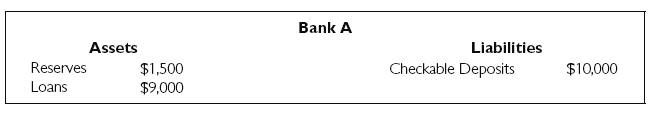 Bank A
Assets Liabilities
Reserves $1,500 Checkable Deposits $10,000
Loans $9,000